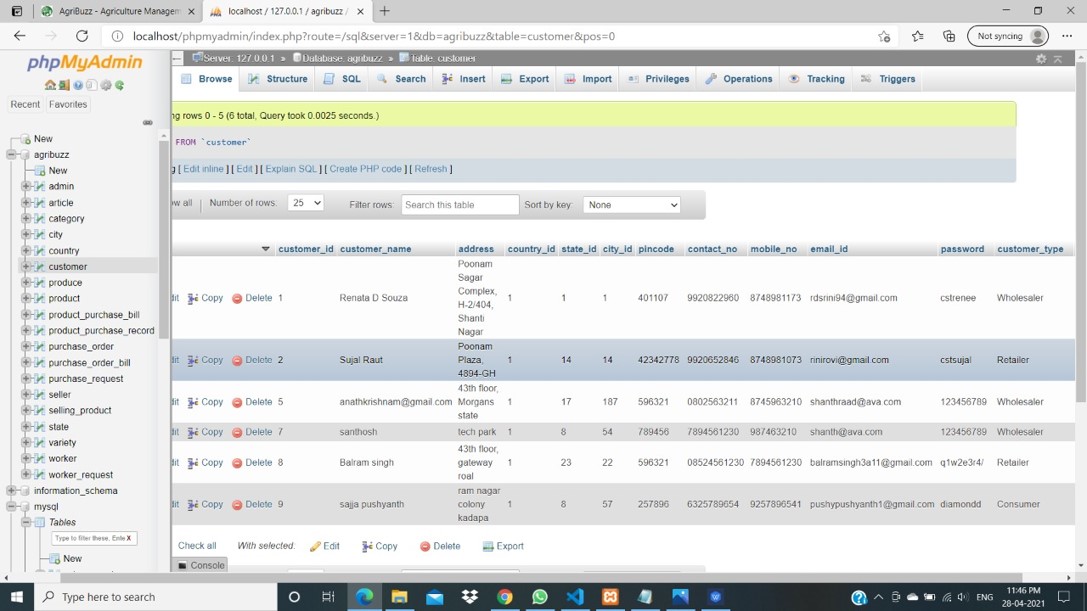 AgriBuzz - Agriculture Managem
localhost / 127.0.0.1 / agribuzz /
localhost/phpmyadmin/index.php?route=/sql&server=1&db=agribuzz&table=customer&pos=0
Not syncing
phpMyAdmin
Recent Favorites
New
agribuzz
New
admin
article
category
city
country
customer
produce
product
product_purchase_bill
product_purchase_record
purchase_order
purchase_order_bill
purchase_request
seller
selling_product
state
variety
worker
worker_request
information_schema
mysql
Tables
Type to filter these, Ente X
New
Server: 127.0.0.1 » Database: agribuzz » Table: customer
Browse Structure SQL Search Insert Export Import Privileges Operations Tracking Triggers
ng rows 0 - 5 (6 total, Query took 0.0025 seconds.)
FROM `customer`
g [ Edit inline ] [ Edit ] [ Explain SQL ] [ Create PHP code ] [ Refresh ]
ow all Number of rows: 25 Filter rows: Search this table Sort by key: None
customer_id customer_name address country_id state_id city_id pincode contact_no mobile_no email_id password customer_type
dit Copy Delete 1 Renata D Souza Poonam Sagar Complex, H-2/404, Shanti Nagar 1 1 1 401107 9920822960 8748981173 rdsrini94@gmail.com cstrenee Wholesaler
dit Copy Delete 2 Sujal Raut Poonam Plaza, 4894-GH 1 14 14 42342778 9920652846 8748981073 rinirovi@gmail.com cstsujal Retailer
dit Copy Delete 5 anathkrishnam@gmail.com 43th floor, Morgans state 1 17 187 596321 0802563211 8745963210 shanthraad@ava.com 123456789 Wholesaler
dit Copy Delete 7 santhosh tech park 1 8 54 789456 7894561230 987463210 shanth@ava.com 123456789 Wholesaler
dit Copy Delete 8 Balram singh 43th floor, gateway roal 1 23 22 596321 08524561230 7894561230 balramsingh3a11@gmail.com q1w2e3r4/ Retailer
dit Copy Delete 9 sajja pushyanth ram nagar colony kadapa 1 8 57 257896 6325789654 9257896541 pushypushyanth1@gmail.com diamondd Consumer
Check all With selected: Edit Copy Delete Export
Console
Type here to search
ENG
11:46 PM
28-04-2021